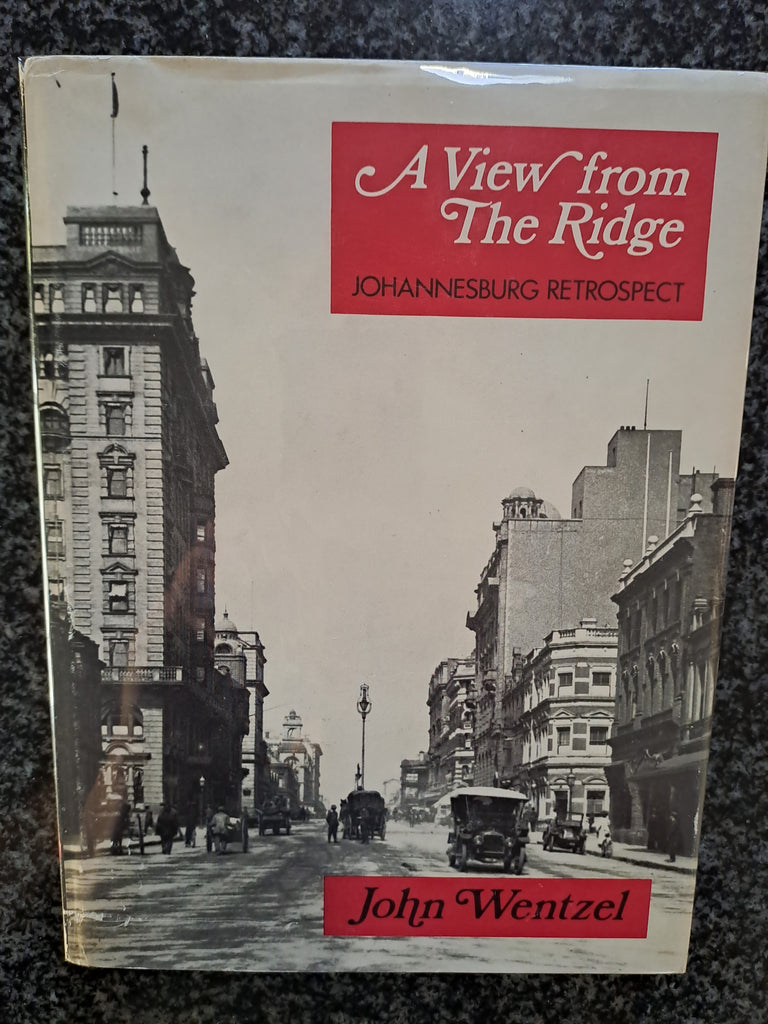 A View from
The Ridge
JOHANNESBURG RETROSPECT
John Wentzel